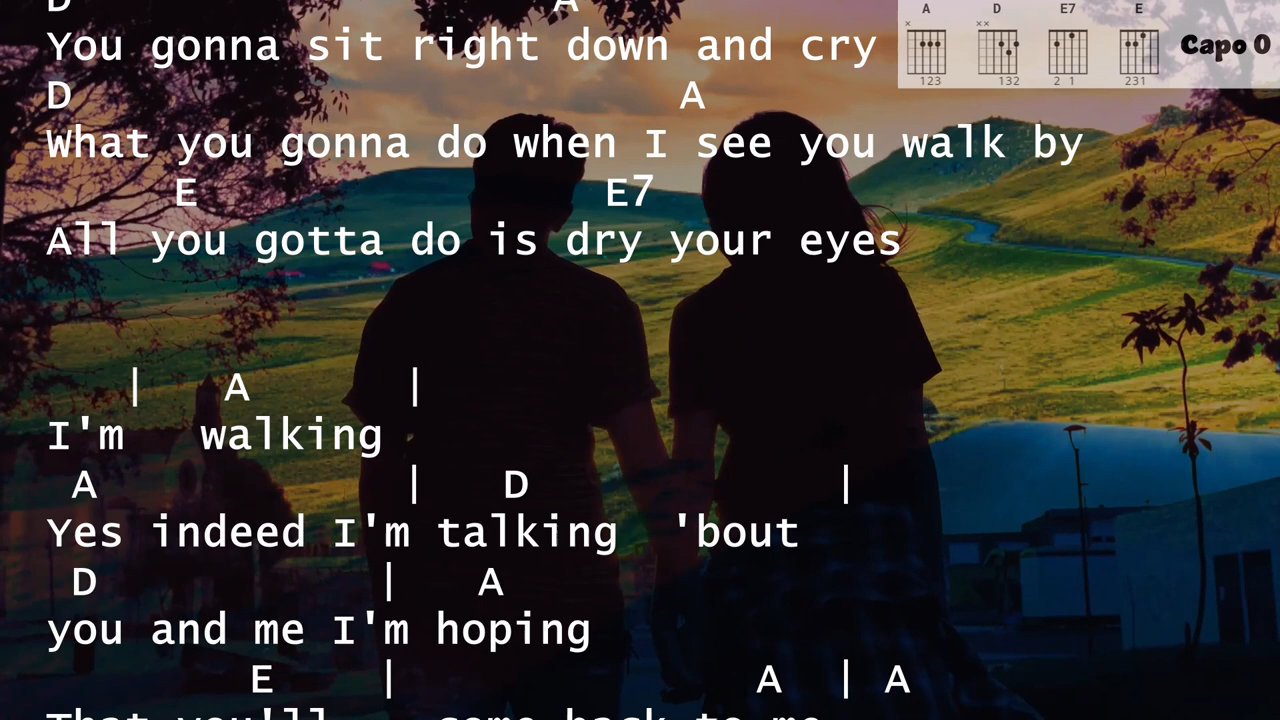 D A
You gonna sit right down and cry
A D E7 E
× ××
Capo 0
123 132 2 1 231
D A
What you gonna do when I see you walk by
E E7
All you gotta do is dry your eyes
| A |
I'm walking
A | D |
Yes indeed I'm talking 'bout
D | A
you and me I'm hoping
E | A | A
That you'll come back to me